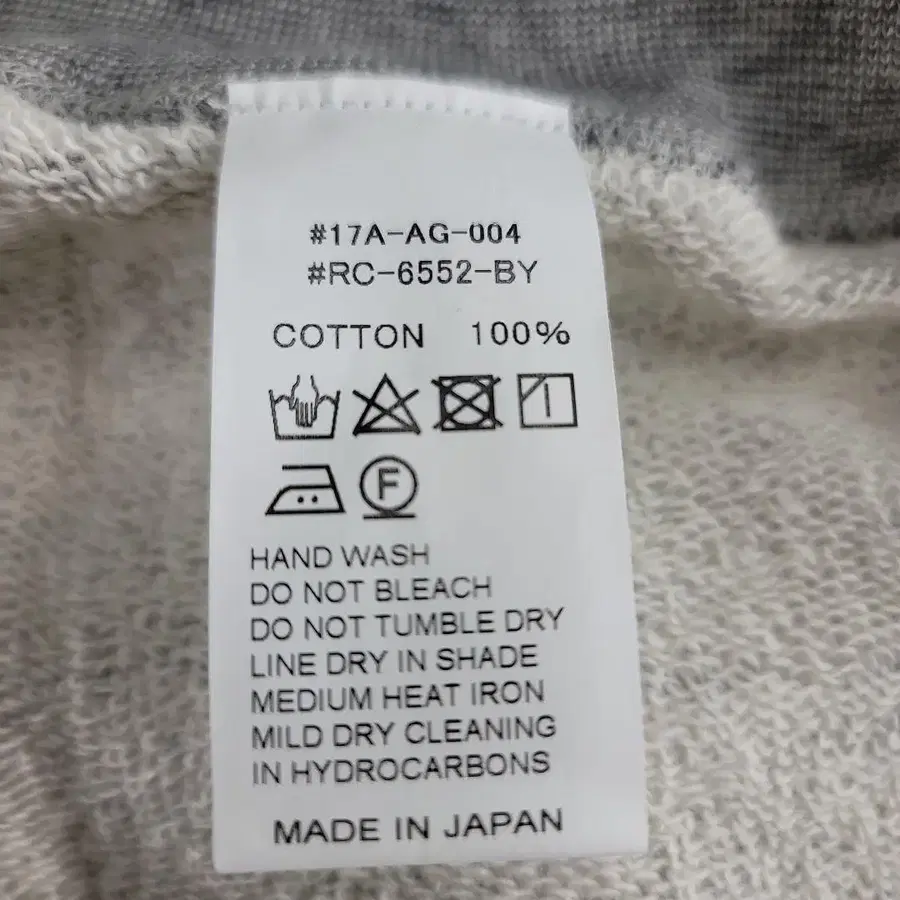 #17A-AG-004
#RC-6552-BY
COTTON 100%
F
HAND WASH
DO NOT BLEACH
DO NOT TUMBLE DRY
LINE DRY IN SHADE
MEDIUM HEAT IRON
MILD DRY CLEANING
IN HYDROCARBONS
MADE IN JAPAN